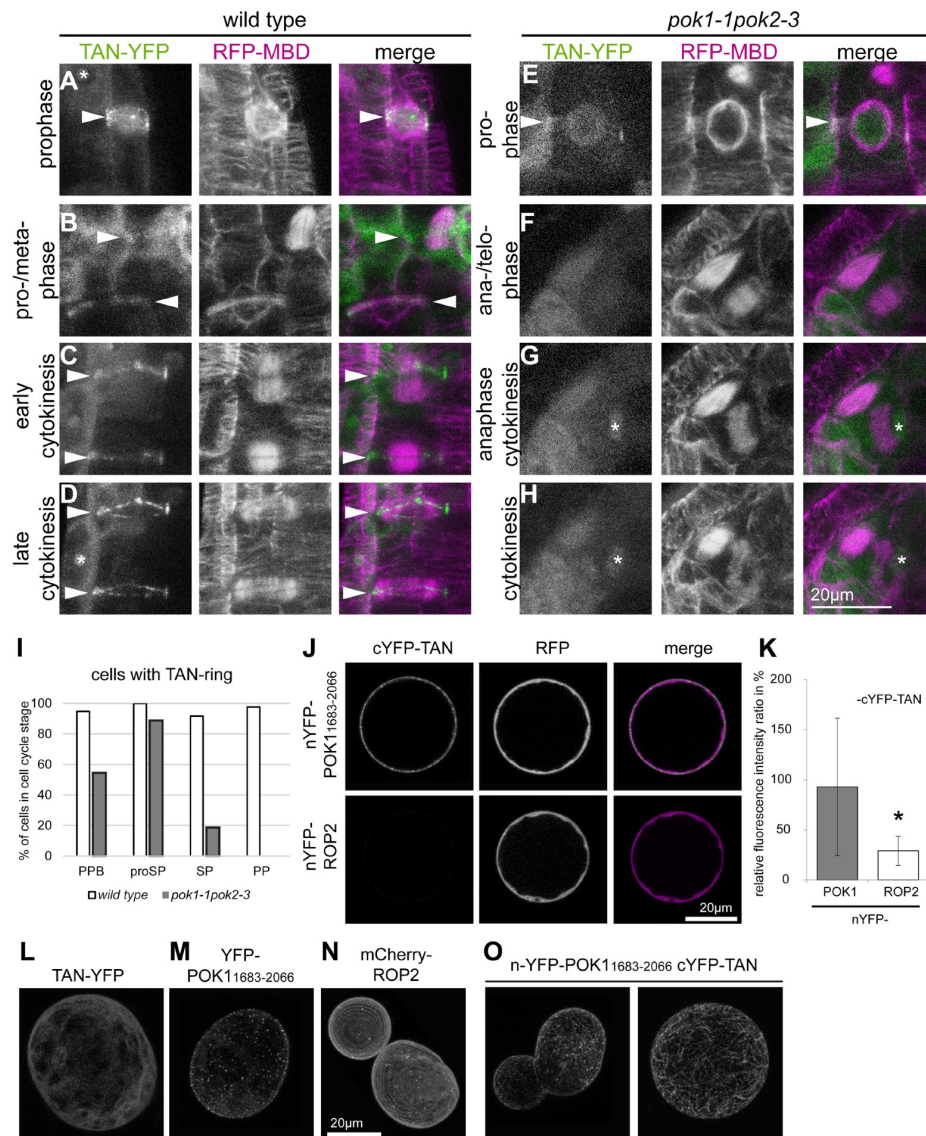 wild type
pok1-1pok2-3
TAN-YFP
RFP-MBD
merge
TAN-YFP
RFP-MBD
merge
A
*
prophase
E
pro-
phase
B
pro-/meta-
phase
F
ana-/telo-
phase
C
early
cytokinesis
G
*
*
anaphase
cytokinesis
D
*
late
cytokinesis
H
*
*
cytokinesis
20µm
I
cells with TAN-ring
% of cells in cell cycle stage
100
80
60
40
20
0
PPB
proSP
SP
PP
wild type
pok1-1pok2-3
J
cYFP-TAN
RFP
merge
nYFP-
POK11683-2066
nYFP-
ROP2
20µm
K
-cYFP-TAN
relative fluorescence intensity ratio in %
200
150
100
50
0
*
POK1
ROP2
nYFP-
L
TAN-YFP
M
YFP-
POK11683-2066
N
mCherry-
ROP2
20µm
O
n-YFP-POK11683-2066 cYFP-TAN